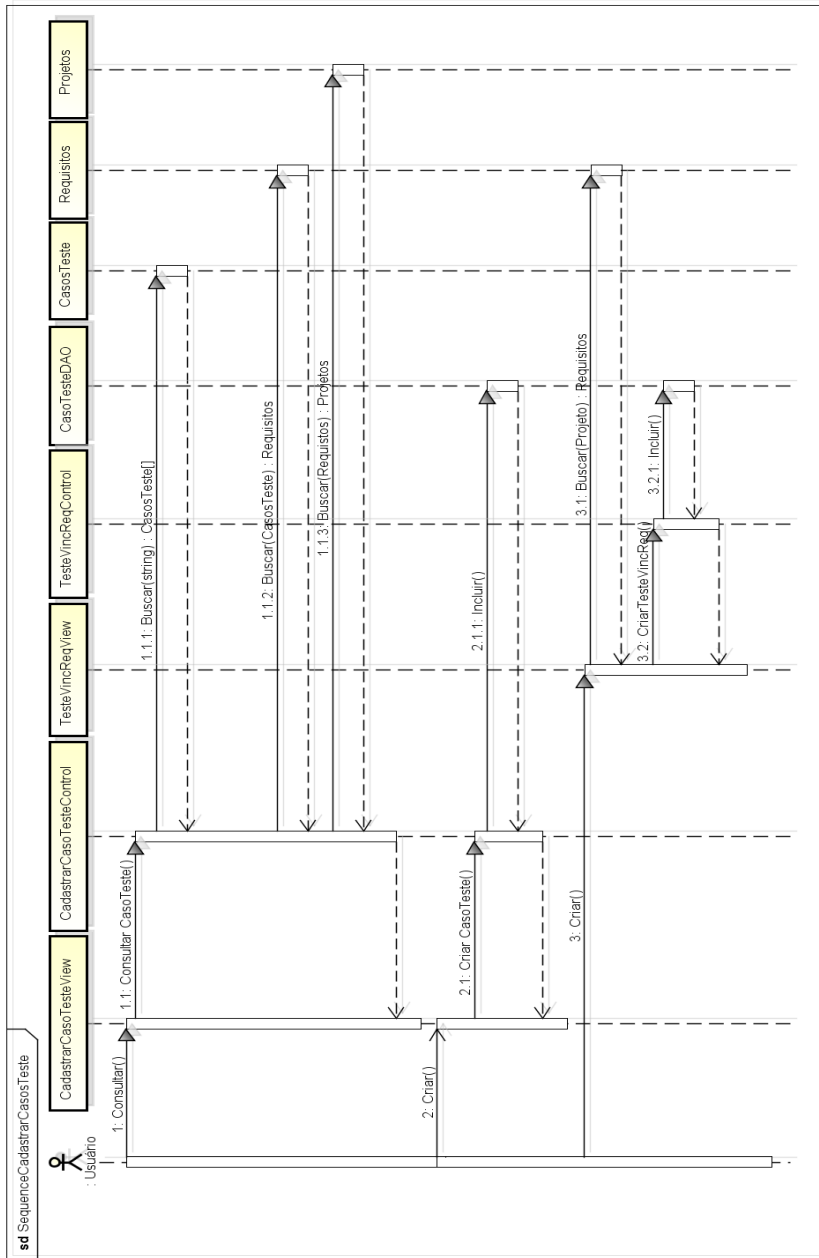 sd SequenceCadastrarCasosTeste
: Usuário
CadastrarCasoTesteView
CadastrarCasoTesteControl
TesteVincReqView
TesteVincReqControl
CasoTesteDAO
CasosTeste
Requisitos
Projetos
1: Consultar()
1.1: Consultar CasoTeste()
1.1.1: Buscar(string) : CasosTeste[]
1.1.2: Buscar(CasosTeste) : Requisitos
1.1.3: Buscar(Requistos) : Projetos
2: Criar()
2.1: Criar CasoTeste()
2.1.1: Incluir()
3: Criar()
3.1: Buscar(Projeto) : Requisitos
3.2: CriarTesteVincReq()
3.2.1: Incluir()